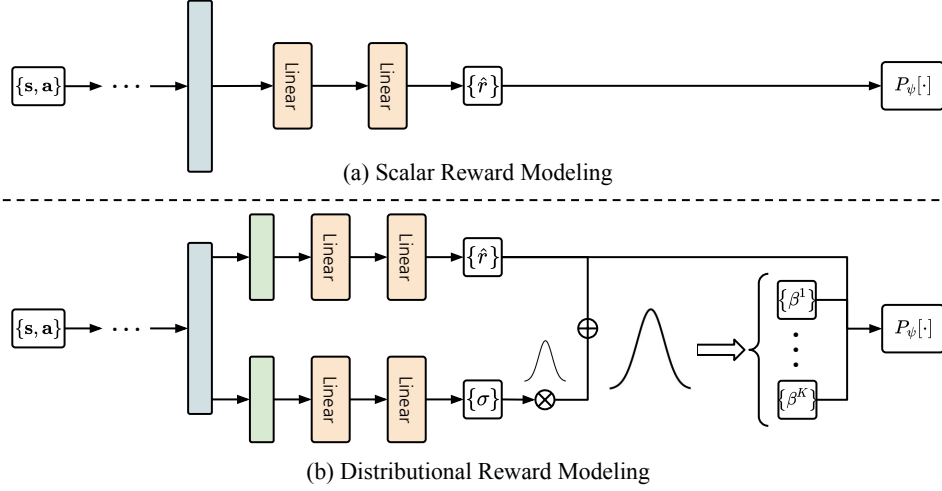 {s, a}
· · ·
Linear
Linear
{r̂}
P_ψ[·]
(a) Scalar Reward Modeling
Linear
Linear
{r̂}
{s, a}
· · ·
{β^1}
P_ψ[·]
Linear
Linear
{σ}
{β^K}
(b) Distributional Reward Modeling